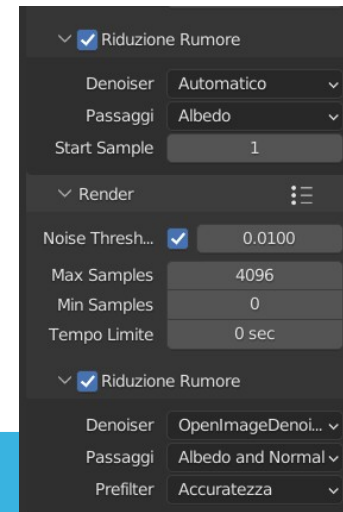 Riduzione Rumore
Denoiser Automatico
Passaggi Albedo
Start Sample 1
Render
Noise Thresh... 0.0100
Max Samples 4096
Min Samples 0
Tempo Limite 0 sec
Riduzione Rumore
Denoiser OpenImageDenoi...
Passaggi Albedo and Normal
Prefilter Accuratezza